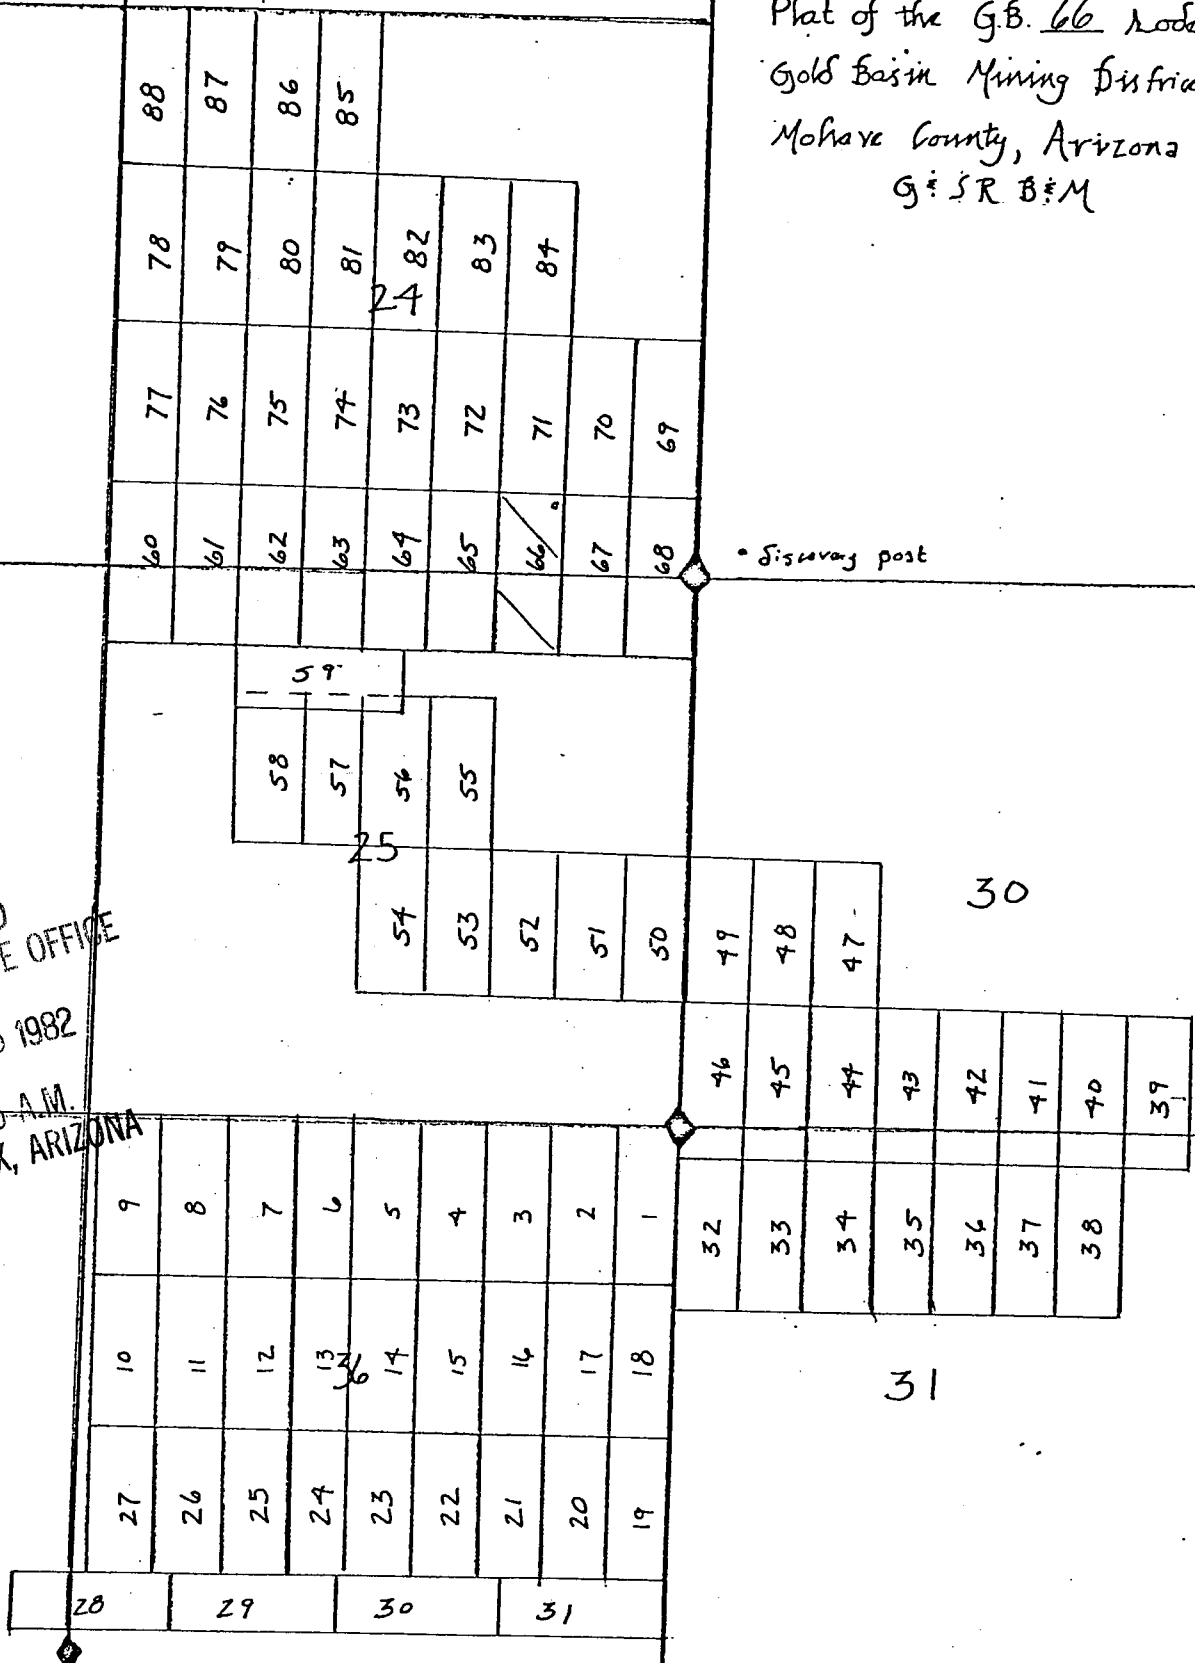 Plat of the G.B. 66 Lode
Gold Basin Mining District
Mohave County, Arizona
G & S R B & M
88 87 86 85
78 79 80 81 82 83 84
24
77 76 75 74 73 72 71 70 69
60 61 62 63 64 65 66 67 68
• discovery post
59
58 57 56 55
25
54 53 52 51 50 49 48 47
30
E OFFICE
1982
46 45 44 43 42 41 40 39
A.M.
X, ARIZONA
9 8 7 6 5 4 3 2 1
32 33 34 35 36 37 38
10 11 12 13 14 15 16 17 18
36
31
27 26 25 24 23 22 21 20 19
28 29 30 31